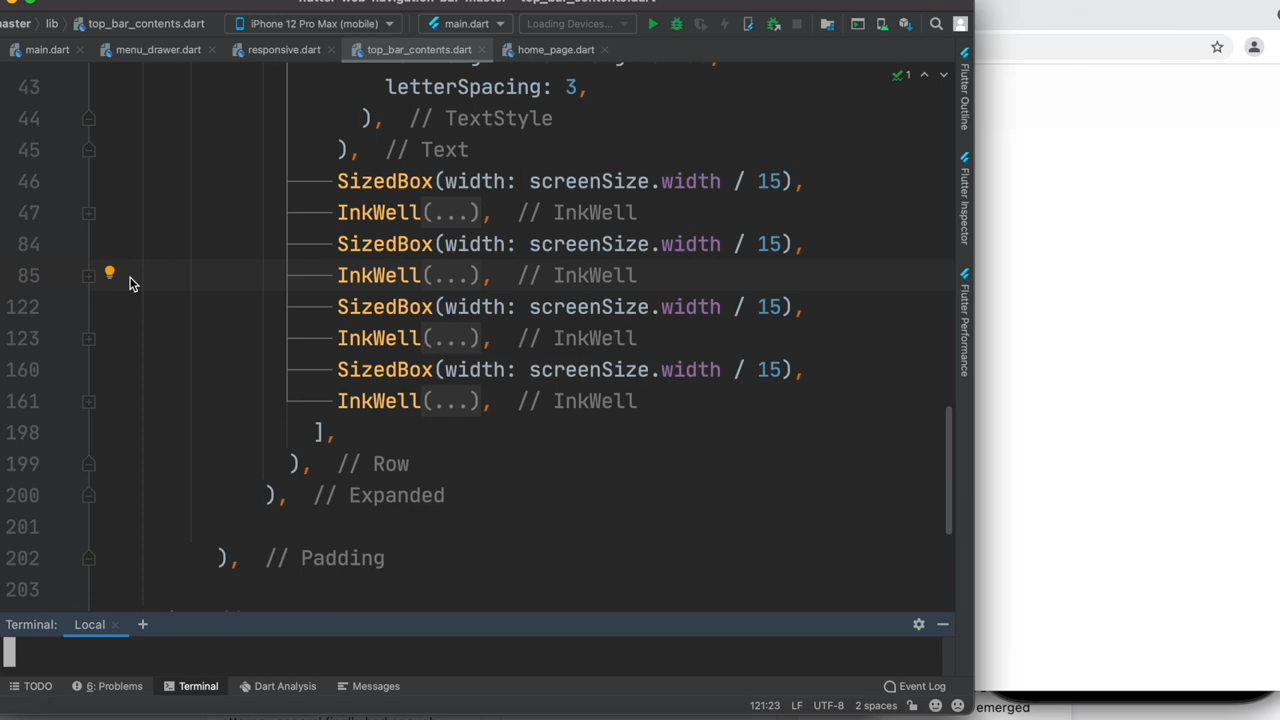 master lib top_bar_contents.dart iPhone 12 Pro Max (mobile) main.dart Loading Devices...
main.dart menu_drawer.dart responsive.dart top_bar_contents.dart home_page.dart
1
43 letterSpacing: 3,
44 ), // TextStyle
45 ), // Text
46 SizedBox(width: screenSize.width / 15),
47 InkWell(...), // InkWell
84 SizedBox(width: screenSize.width / 15),
85 InkWell(...), // InkWell
122 SizedBox(width: screenSize.width / 15),
123 InkWell(...), // InkWell
160 SizedBox(width: screenSize.width / 15),
161 InkWell(...), // InkWell
198 ],
199 ), // Row
200 ), // Expanded
201
202 ), // Padding
203
Flutter Outline
Flutter Inspector
Flutter Performance
Terminal: Local +
TODO 6: Problems Terminal Dart Analysis Messages Event Log
121:23 LF UTF-8 2 spaces
emerged